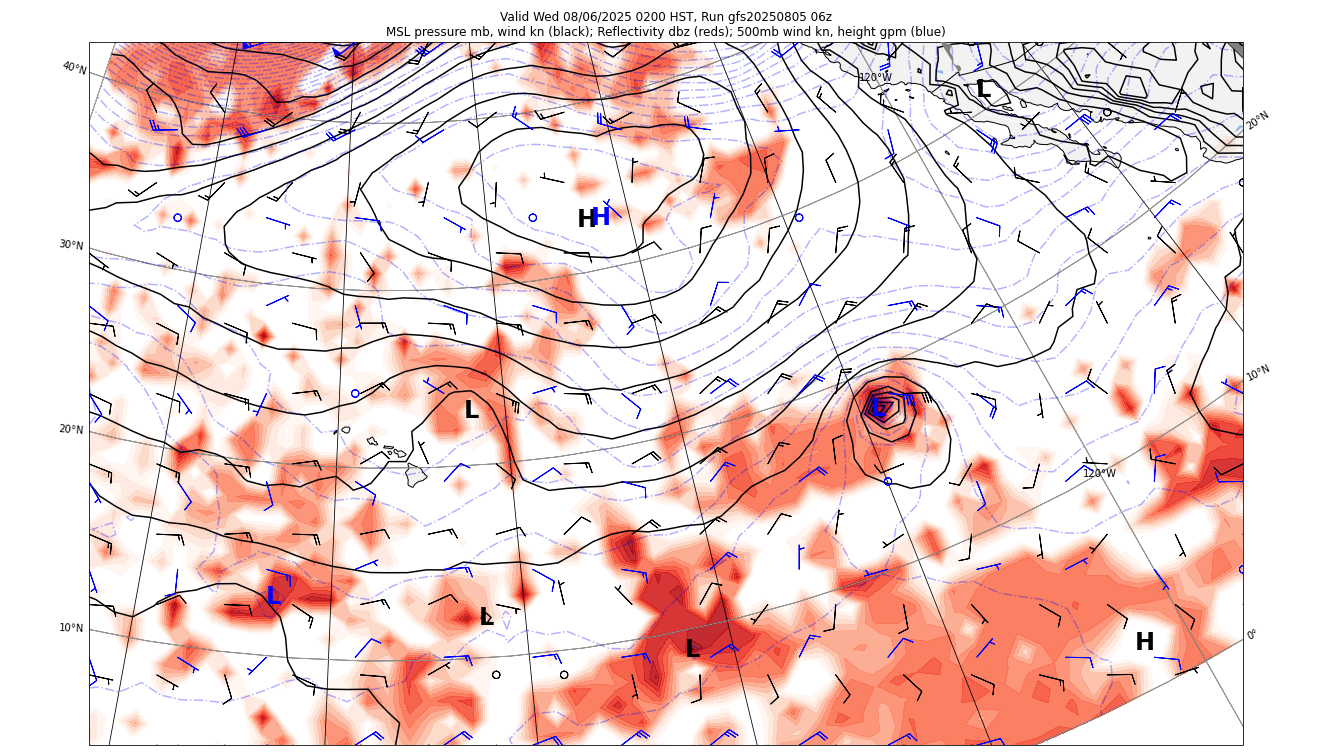 Valid Wed 08/06/2025 0200 HST, Run gfs20250805 06z
MSL pressure mb, wind kn (black); Reflectivity dbz (reds); 500mb wind kn, height gpm (blue)
40°N
120°W
L
20°N
30°N
H H
10°N
20°N
L
L
120°W
L
L
10°N
L
H
0°